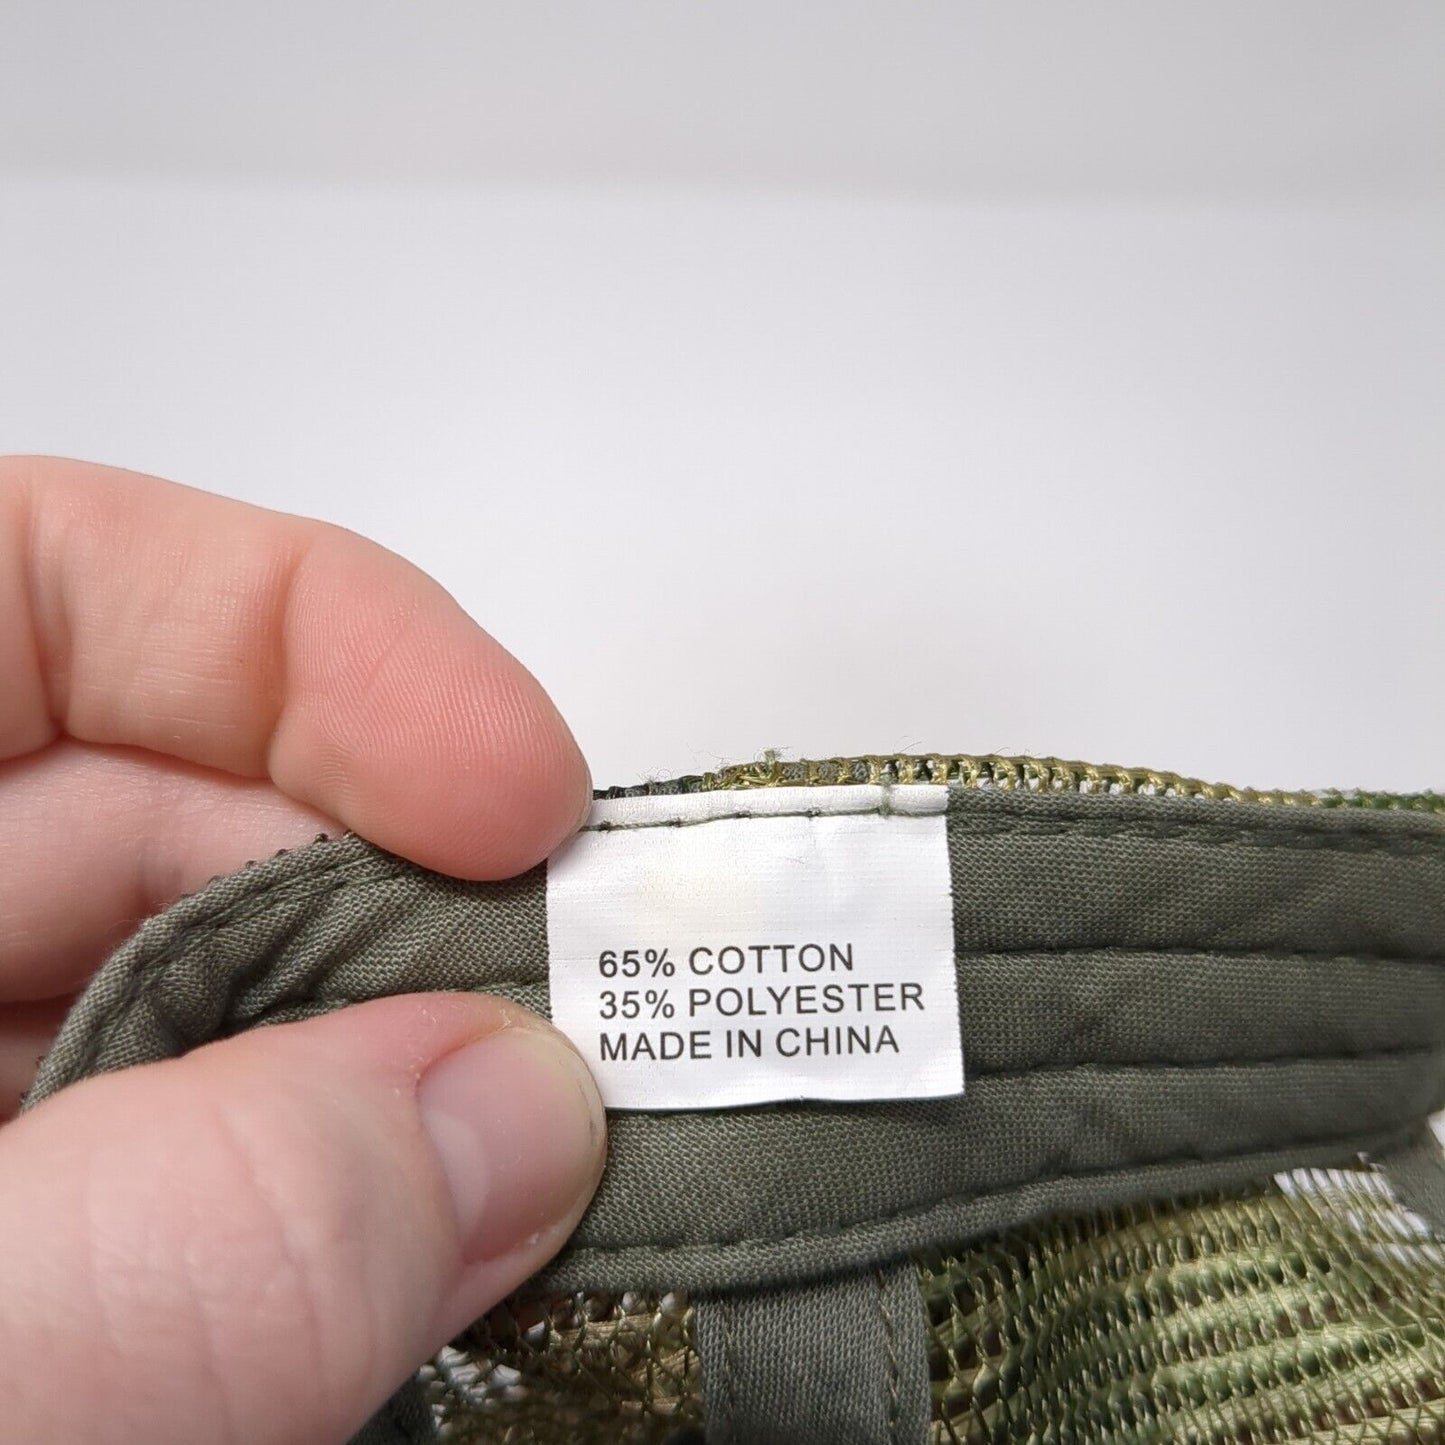 65% COTTON
35% POLYESTER
MADE IN CHINA